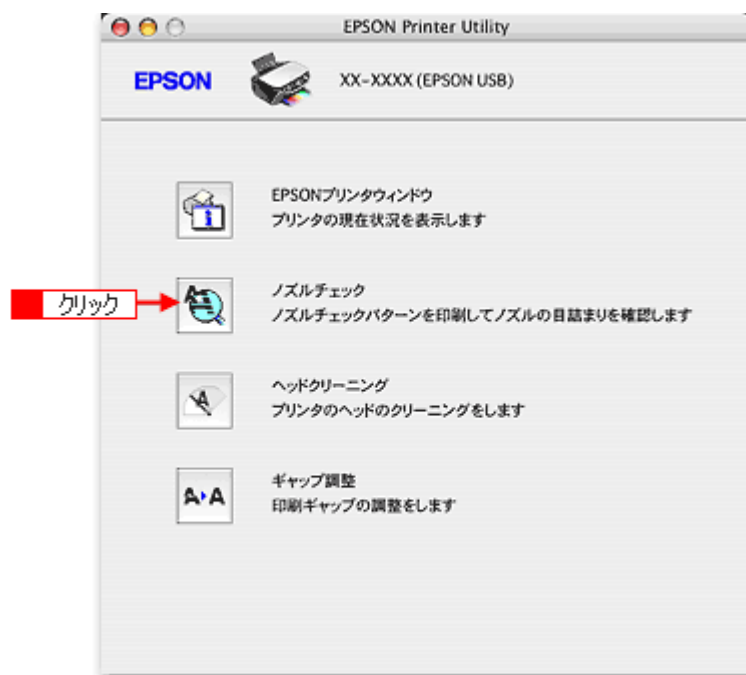 EPSON Printer Utility
EPSON
XX-XXXX (EPSON USB)
EPSONプリンタウィンドウ
プリンタの現在状況を表示します
クリック
ノズルチェック
ノズルチェックパターンを印刷してノズルの目詰まりを確認します
ヘッドクリーニング
プリンタのヘッドのクリーニングをします
A▸A
ギャップ調整
印刷ギャップの調整をします